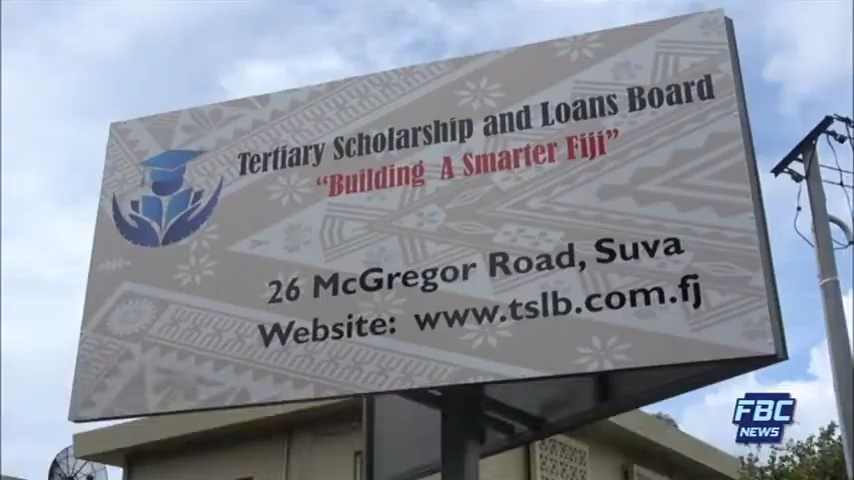 Tertiary Scholarship and Loans Board
“Building A Smarter Fiji”
26 McGregor Road, Suva
Website: www.tslb.com.fj
FBC
NEWS